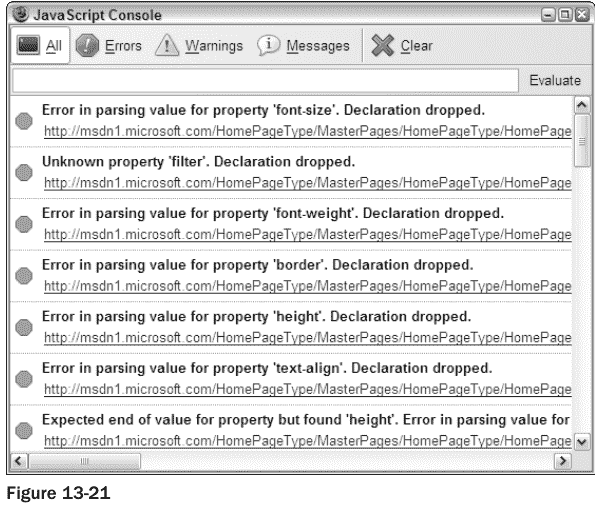 JavaScript Console
All Errors Warnings Messages Clear
Evaluate
Error in parsing value for property 'font-size'. Declaration dropped.
http://msdn1.microsoft.com/HomePageType/MasterPages/HomePageType/HomePage
Unknown property 'filter'. Declaration dropped.
http://msdn1.microsoft.com/HomePageType/MasterPages/HomePageType/HomePage
Error in parsing value for property 'font-weight'. Declaration dropped.
http://msdn1.microsoft.com/HomePageType/MasterPages/HomePageType/HomePage
Error in parsing value for property 'border'. Declaration dropped.
http://msdn1.microsoft.com/HomePageType/MasterPages/HomePageType/HomePage
Error in parsing value for property 'height'. Declaration dropped.
http://msdn1.microsoft.com/HomePageType/MasterPages/HomePageType/HomePage
Error in parsing value for property 'text-align'. Declaration dropped.
http://msdn1.microsoft.com/HomePageType/MasterPages/HomePageType/HomePage
Expected end of value for property but found 'height'. Error in parsing value for
http://msdn1.microsoft.com/HomePageType/MasterPages/HomePageType/HomePage
Figure 13-21